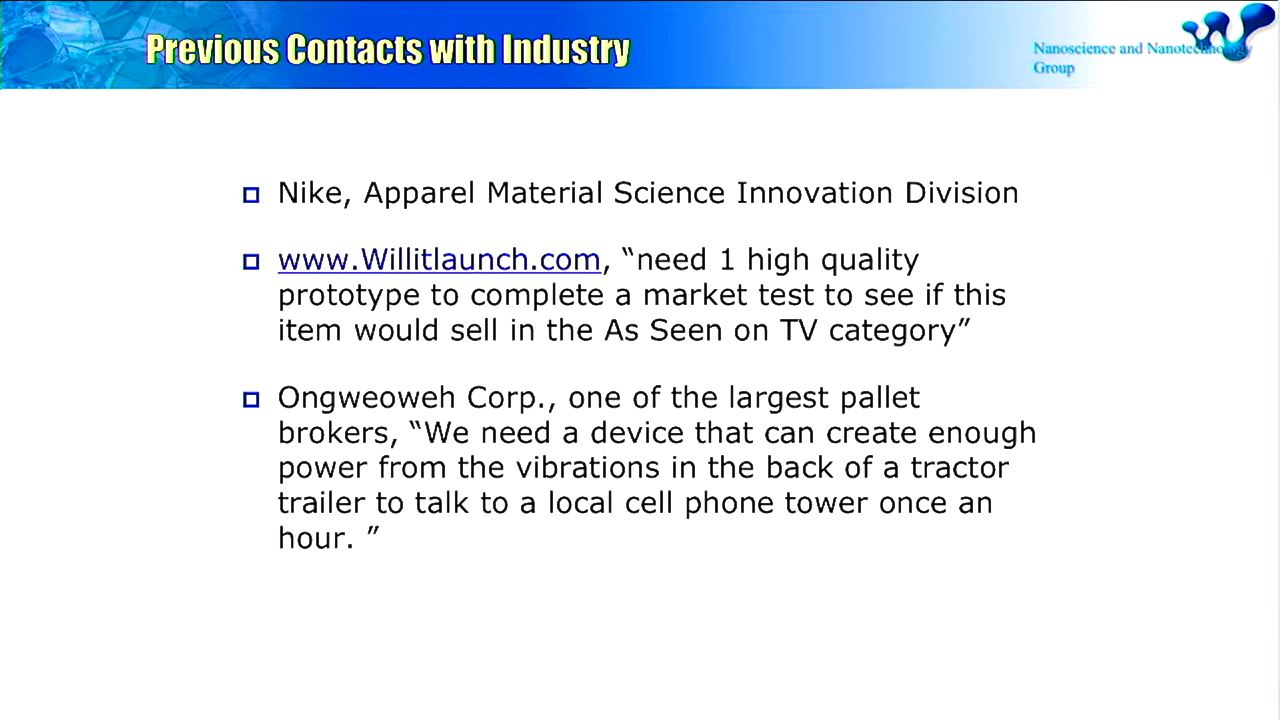 Previous Contacts with Industry
Nanoscience and Nanotechnology
Group
Nike, Apparel Material Science Innovation Division
www.Willitlaunch.com, “need 1 high quality
prototype to complete a market test to see if this
item would sell in the As Seen on TV category”
Ongweoweh Corp., one of the largest pallet
brokers, “We need a device that can create enough
power from the vibrations in the back of a tractor
trailer to talk to a local cell phone tower once an
hour. ”